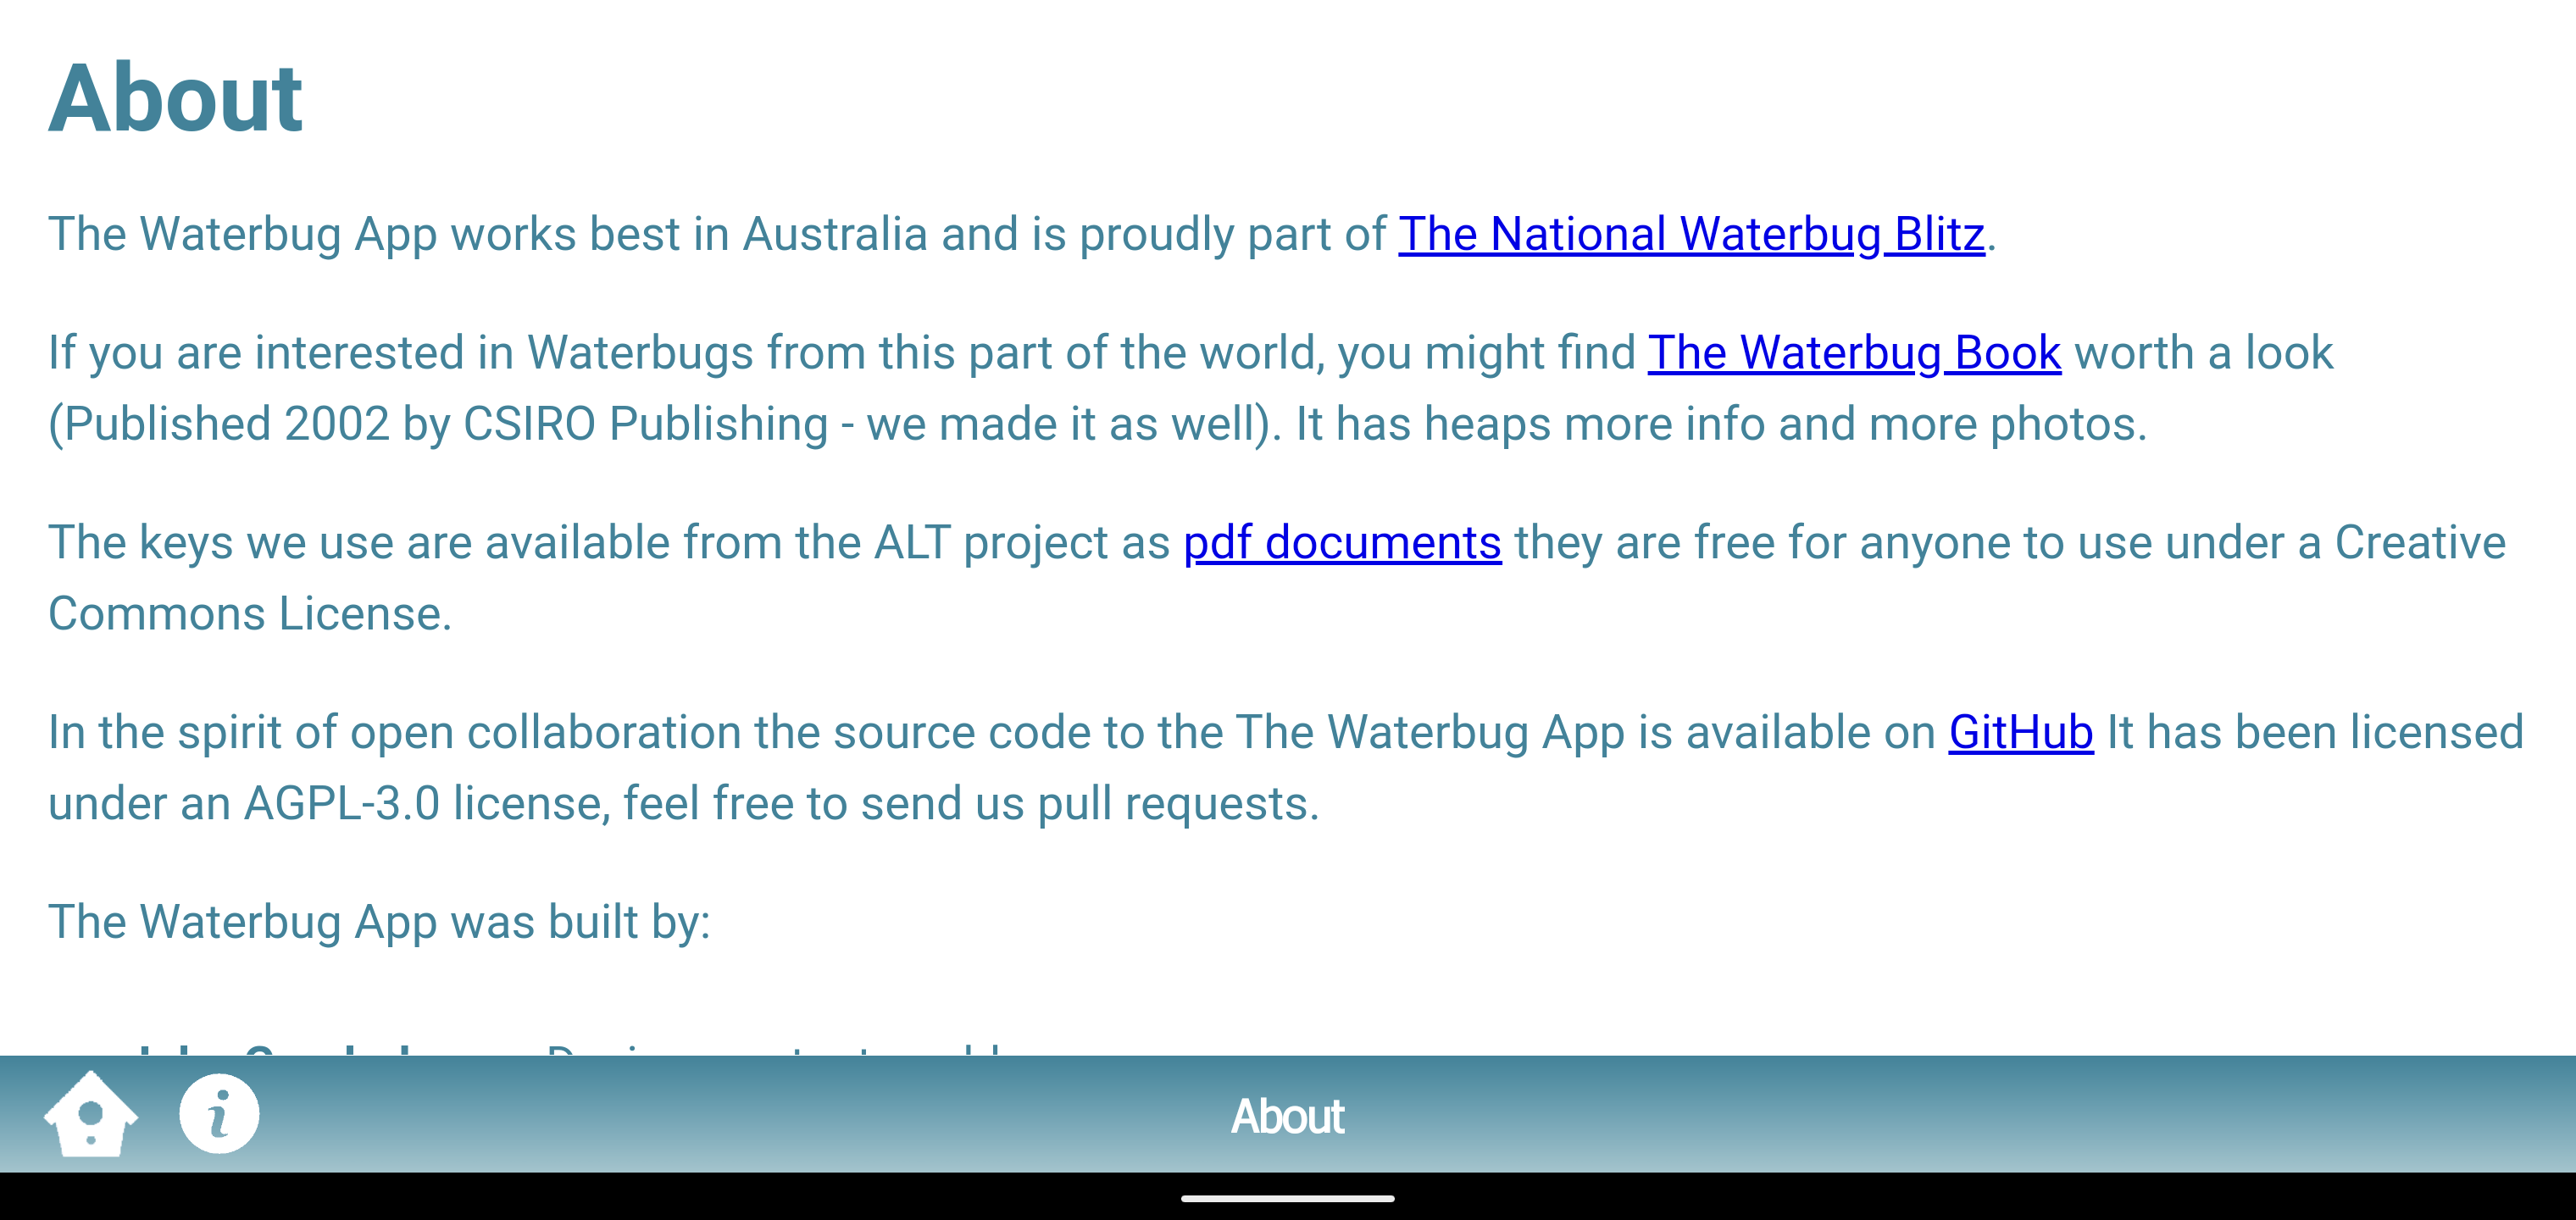 About
The Waterbug App works best in Australia and is proudly part of The National Waterbug Blitz.
If you are interested in Waterbugs from this part of the world, you might find The Waterbug Book worth a look
(Published 2002 by CSIRO Publishing - we made it as well). It has heaps more info and more photos.
The keys we use are available from the ALT project as pdf documents they are free for anyone to use under a Creative
Commons License.
In the spirit of open collaboration the source code to the The Waterbug App is available on GitHub It has been licensed
under an AGPL-3.0 license, feel free to send us pull requests.
The Waterbug App was built by:
About